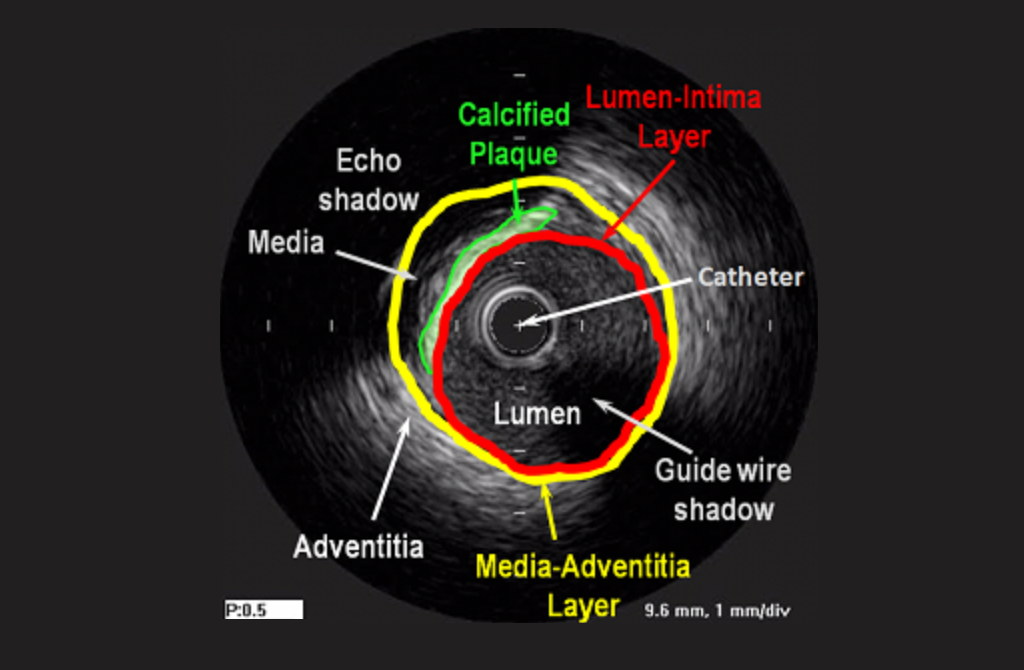 Lumen-Intima
Layer
Calcified
Plaque
Echo
shadow
Media
Catheter
Lumen
Guide wire
shadow
Adventitia
Media-Adventitia
Layer
P:0.5
9.6 mm, 1 mm/div